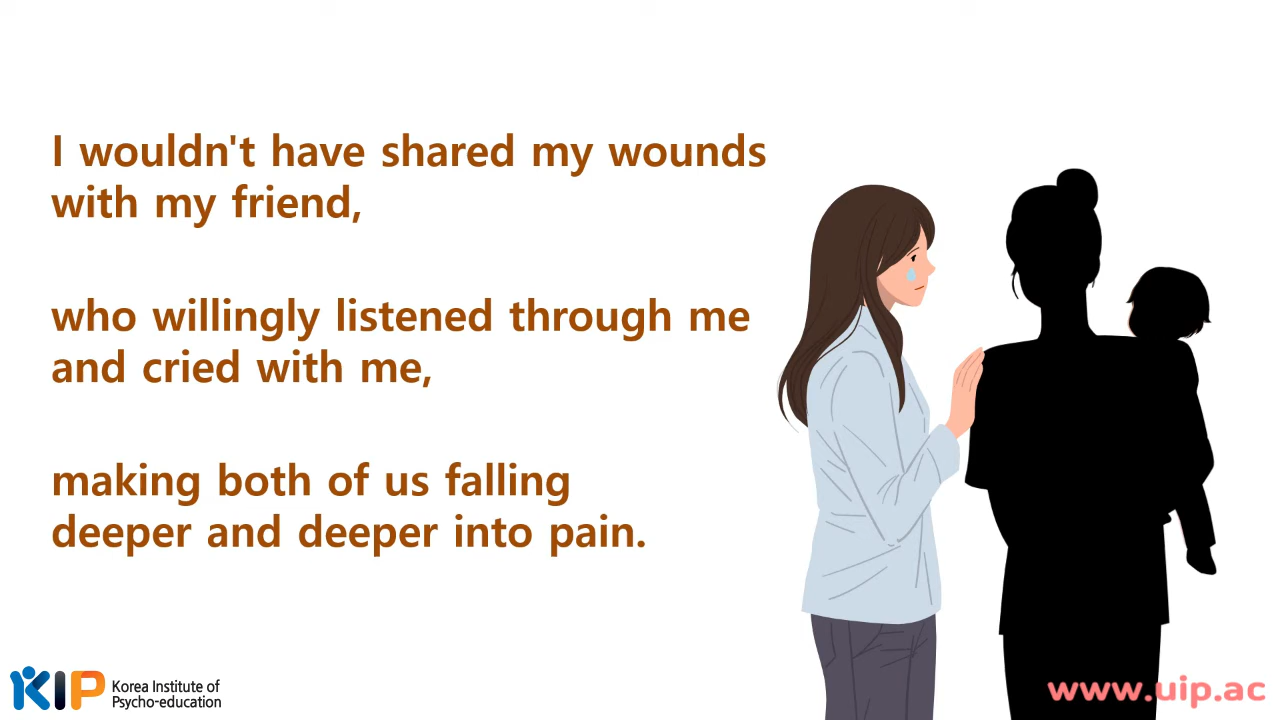 I wouldn't have shared my wounds
with my friend,
who willingly listened through me
and cried with me,
making both of us falling
deeper and deeper into pain.
KIP Korea Institute of
Psycho-education
www.uip.ac